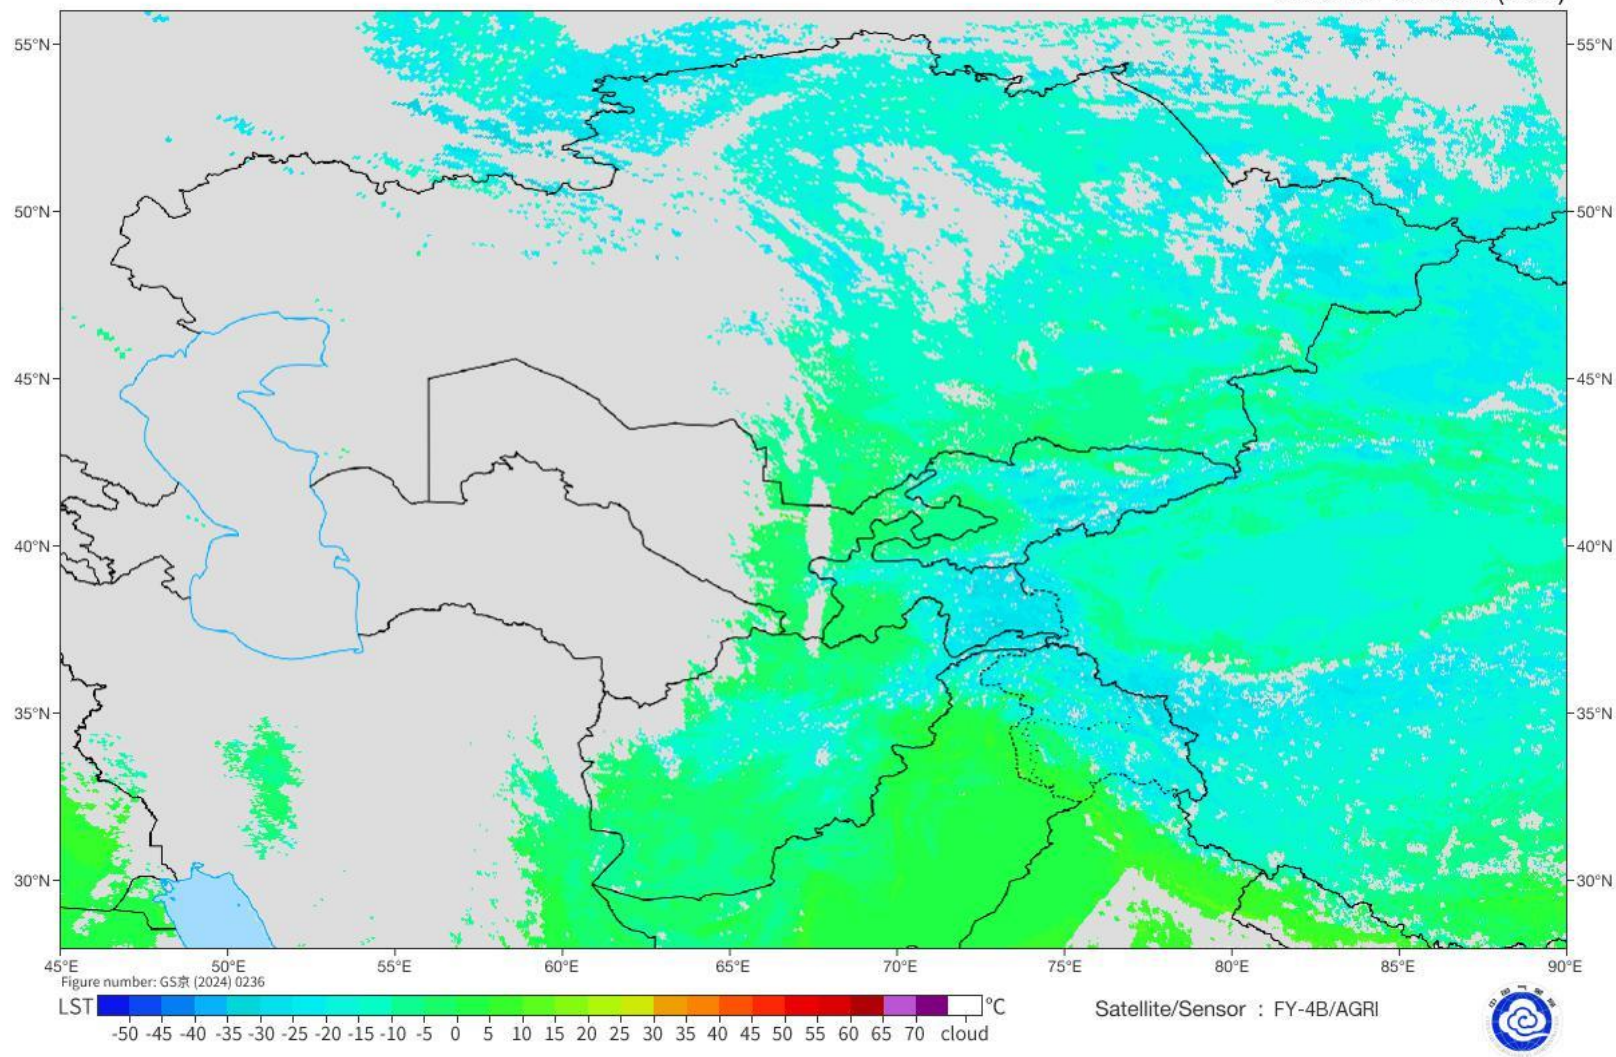 55°N 55°N
50°N 50°N
45°N 45°N
40°N 40°N
35°N 35°N
30°N 30°N
45°E 50°E 55°E 60°E 65°E 70°E 75°E 80°E 85°E 90°E
Figure number: GS京 (2024) 0236
LST °C
-50 -45 -40 -35 -30 -25 -20 -15 -10 -5 0 5 10 15 20 25 30 35 40 45 50 55 60 65 70 cloud
Satellite/Sensor : FY-4B/AGRI